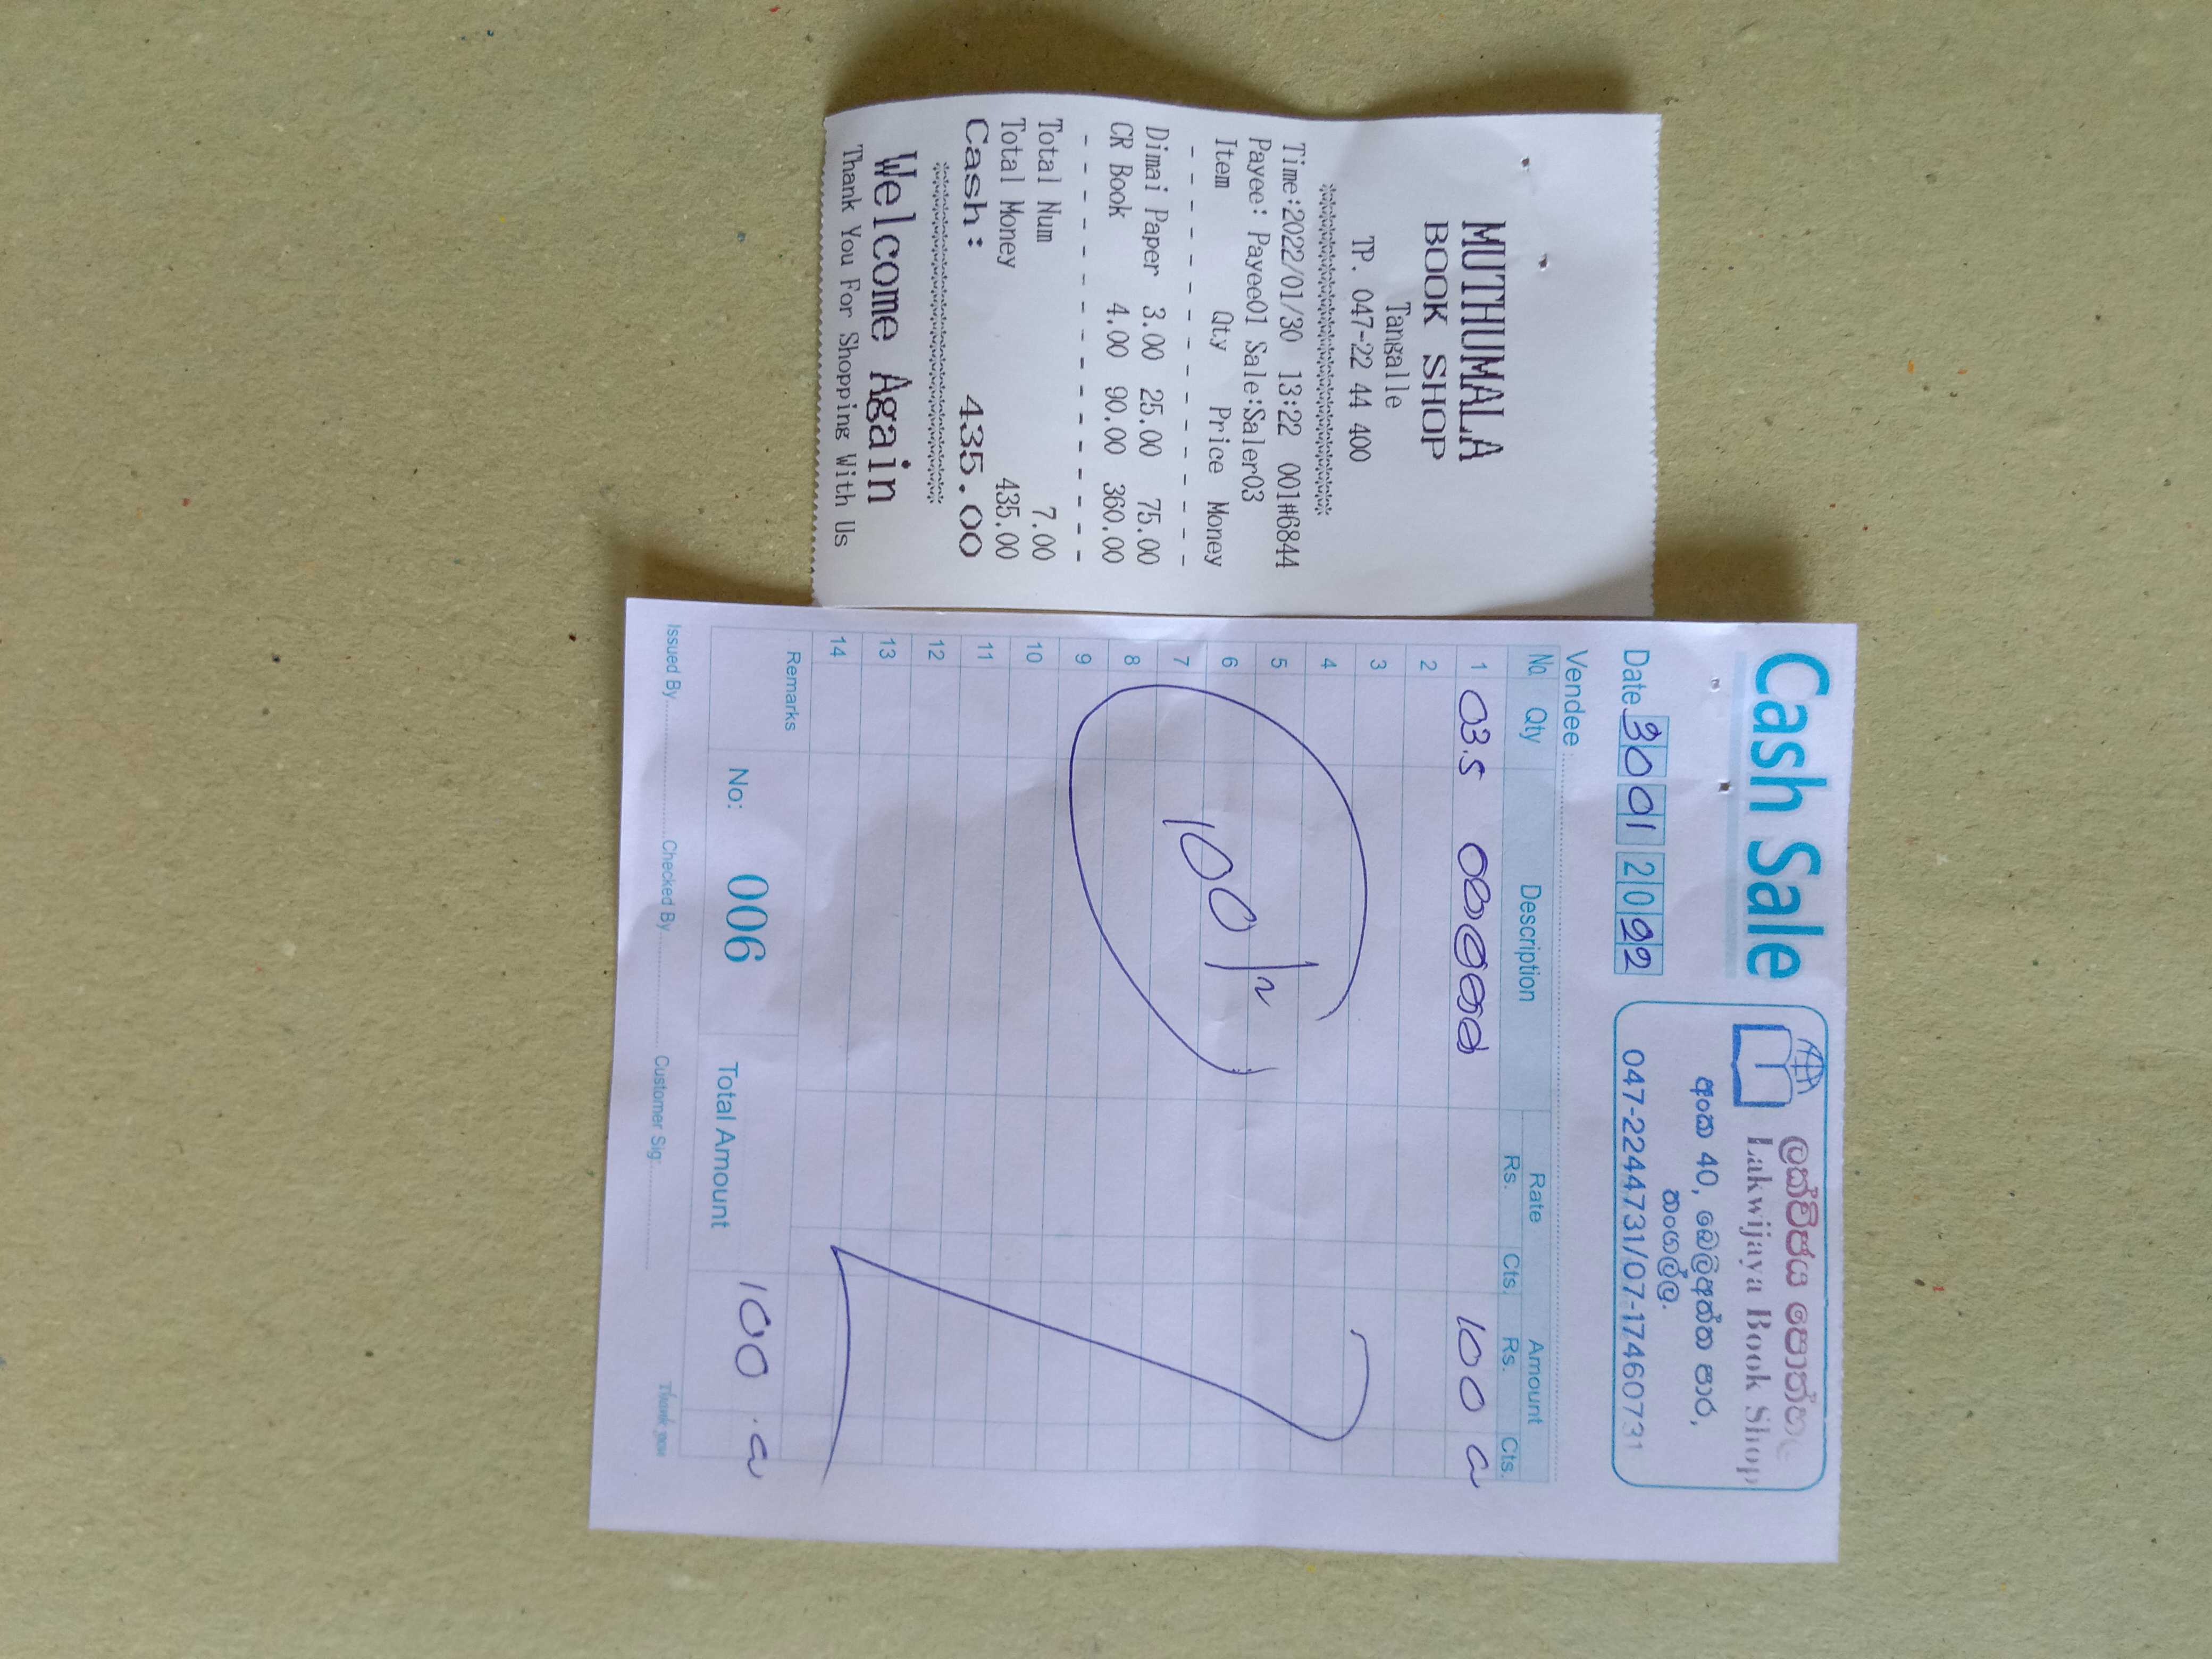 MUTHUMALA
BOOK SHOP
Tangalle
TP. 047-22 44 400
Time:2022/01/30 13:22 001#6844
Payee: Payee01 Sale:Saler03
Item Qty Price Money
Dimai Paper 3.00 25.00 75.00
CR Book 4.00 90.00 360.00
Total Num 7.00
Total Money 435.00
Cash: 435.00
Welcome Again
Thank You For Shopping With Us
Cash Sale
ලක්විජය පොත්හල
Lakwijaya Book Shop
අංක 40, බෙලිඅත්ත පාර,
තංගල්ල.
047-2244731/07-17460731
Date 30 01 2022
Vendee :
No. Qty Description Rate Amount
Rs. Cts. Rs. Cts.
1 03.5 100
2
3
4
5
6
7
8
9
10
11
12
13
14
100/-
Remarks
No: 006 Total Amount 100
Issued By Checked By Customer Sig: Thank you